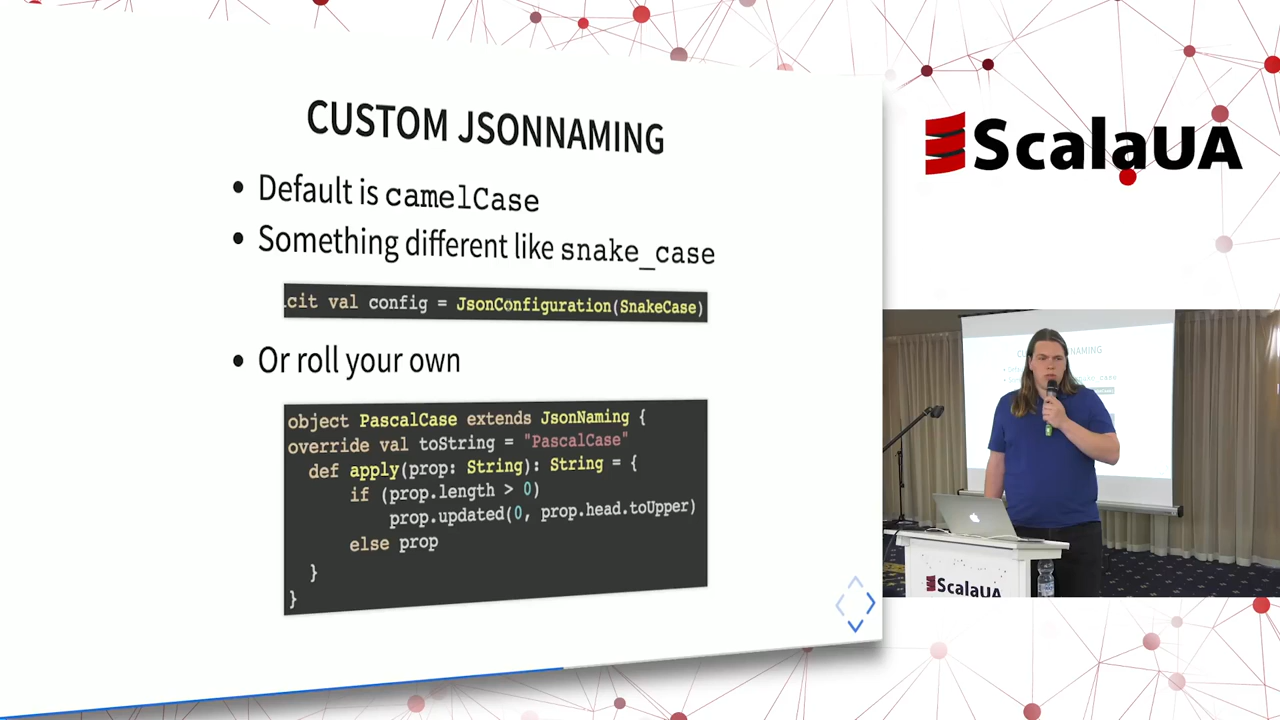 CUSTOM JSONNAMING
• Default is camelCase
• Something different like snake_case
cit val config = JsonConfiguration(SnakeCase)
• Or roll your own
object PascalCase extends JsonNaming {
override val toString = "PascalCase"
def apply(prop: String): String = {
if (prop.length > 0)
prop.updated(0, prop.head.toUpper)
else prop
}
}
ScalaUA
ScalaUA